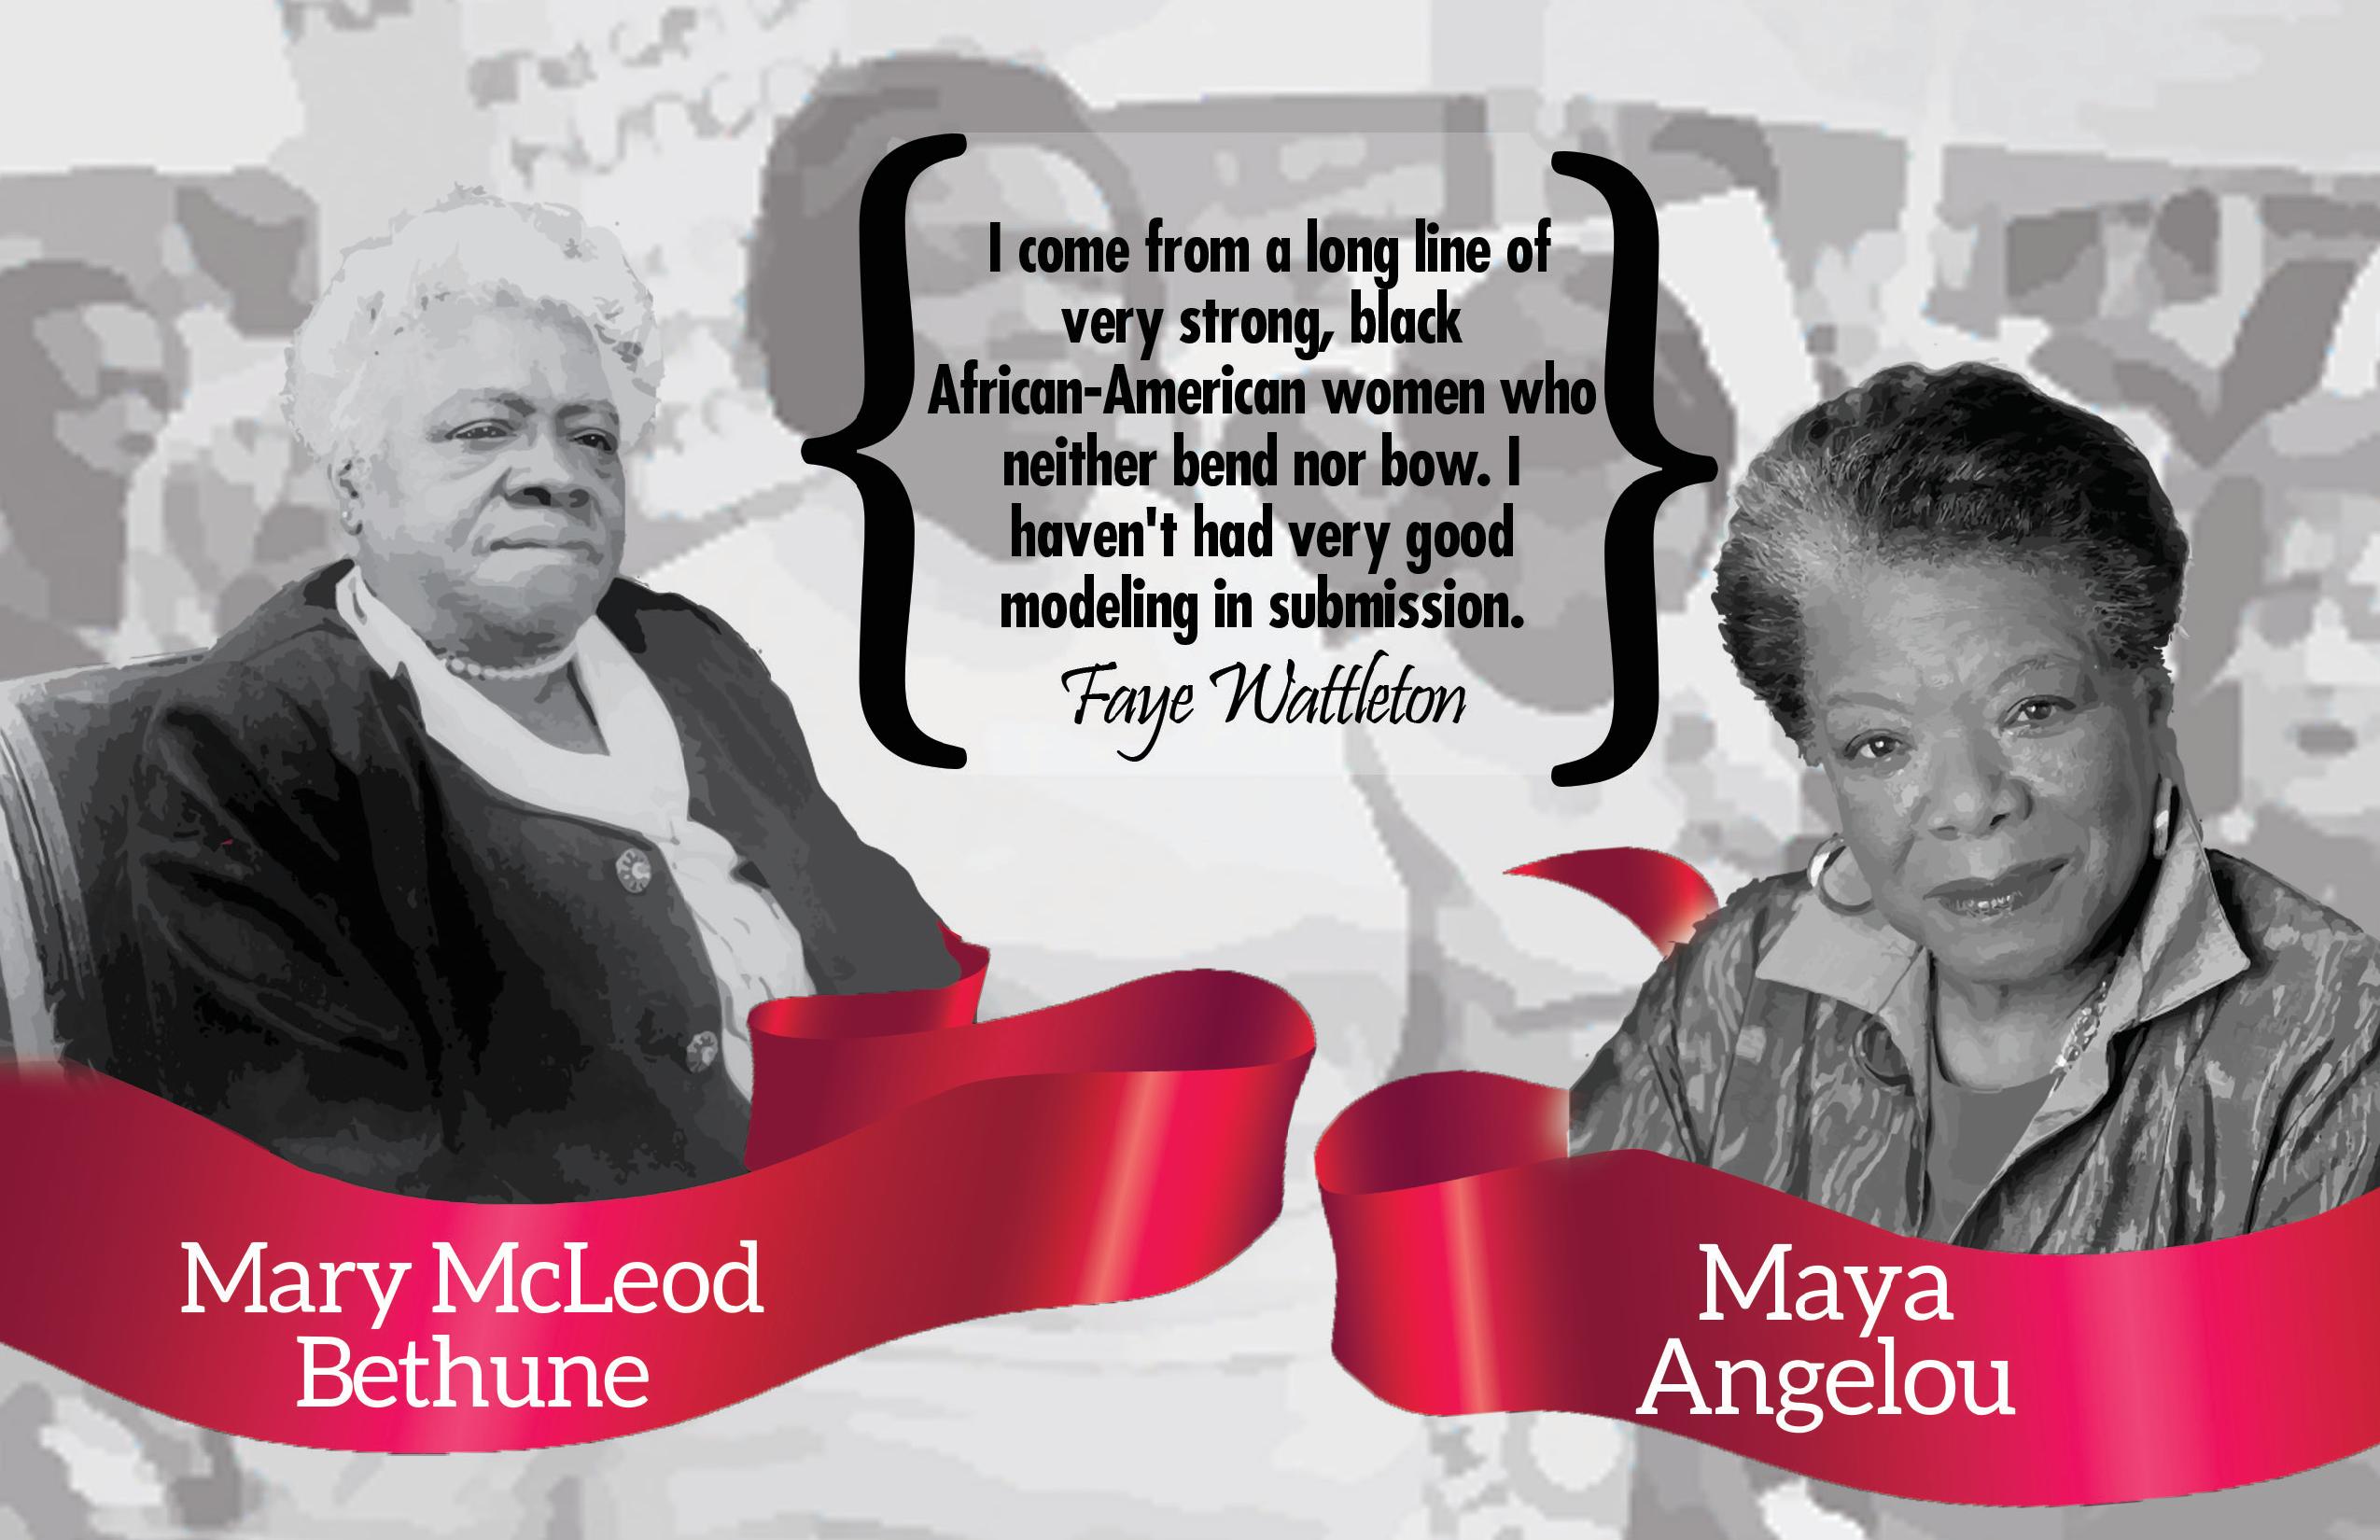 I come from a long line of
very strong, black
African-American women who
neither bend nor bow. I
haven't had very good
modeling in submission.
Faye Wattleton
Mary McLeod
Bethune
Maya
Angelou